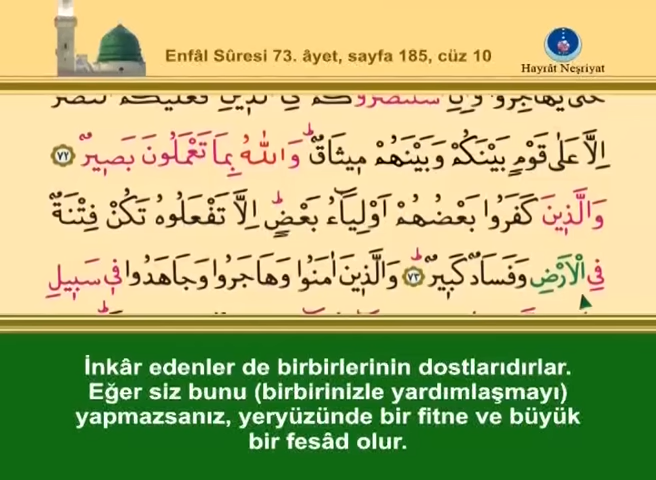 Enfâl Sûresi 73. âyet, sayfa 185, cüz 10
Hayrât Neşriyat
اِلَّا عَلٰى قَوْمٍ بَيْنَكُمْ وَبَيْنَهُمْ مِيثَاقٌ وَاللّٰهُ بِمَا تَعْمَلُونَ بَصِيرٌ ٧٢
وَالَّذِينَ كَفَرُوا بَعْضُهُمْ اَوْلِيَاءُ بَعْضٍ اِلَّا تَفْعَلُوهُ تَكُنْ فِتْنَةٌ
فِي الْاَرْضِ وَفَسَادٌ كَبِيرٌ ٧٣ وَالَّذِينَ اٰمَنُوا وَهَاجَرُوا وَجَاهَدُوا فِي سَبِيلِ
İnkâr edenler de birbirlerinin dostlarıdırlar.
Eğer siz bunu (birbirinizle yardımlaşmayı)
yapmazsanız, yeryüzünde bir fitne ve büyük
bir fesâd olur.